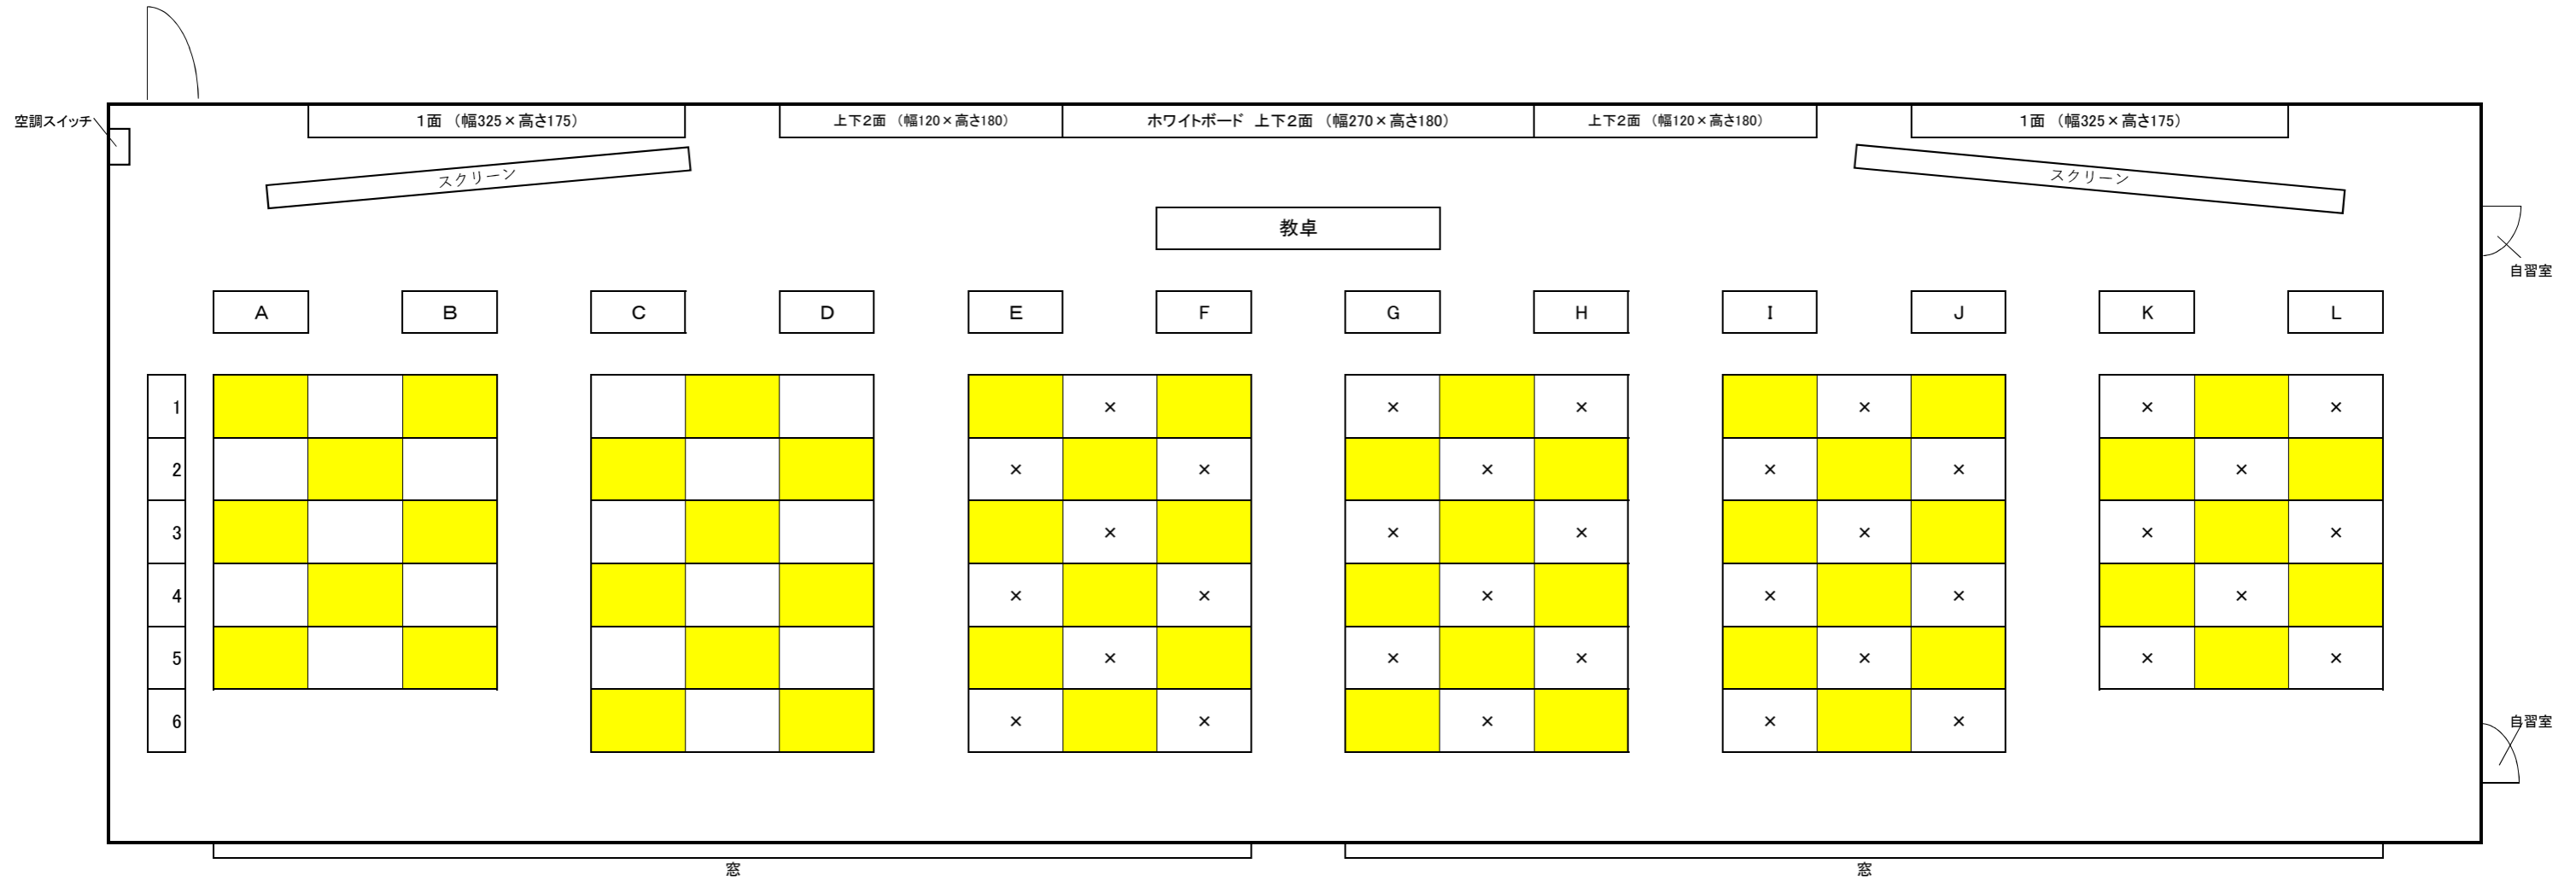 空調スイッチ
1面 （幅325×高さ175）
上下2面 （幅120×高さ180）
ホワイトボード 上下2面 （幅270×高さ180）
上下2面 （幅120×高さ180）
1面 （幅325×高さ175）
スクリーン
スクリーン
教卓
自習室
A B C D E F G H I J K L
1 × × × × × ×
2 × × × × × ×
3 × × × × × ×
4 × × × × × ×
5 × × × × × ×
6 × × × × ×
自習室
窓
窓